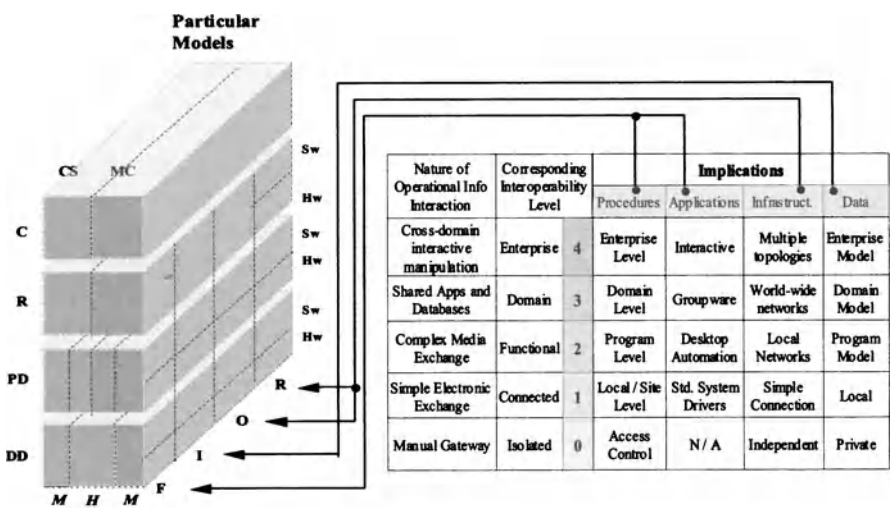 Particular
Models
CS MC
C
R
PD
DD
M H M
F
I
O
R
Sw
Hw
Sw
Hw
Sw
Hw
Nature of
Operational Info
Interaction
Corresponding
Interoperability
Level
Implications
Procedures Applications Infrastruct. Data
Cross-domain
interactive
manipulation
Enterprise 4
Enterprise
Level
Interactive
Multiple
topologies
Enterprise
Model
Shared Apps and
Databases
Domain 3
Domain
Level
Groupware
World-wide
networks
Domain
Model
Complex Media
Exchange
Functional 2
Program
Level
Desktop
Automation
Local
Networks
Program
Model
Simple Electronic
Exchange
Connected 1
Local / Site
Level
Std. System
Drivers
Simple
Connection
Local
Manual Gateway
Isolated 0
Access
Control
N / A
Independent
Private